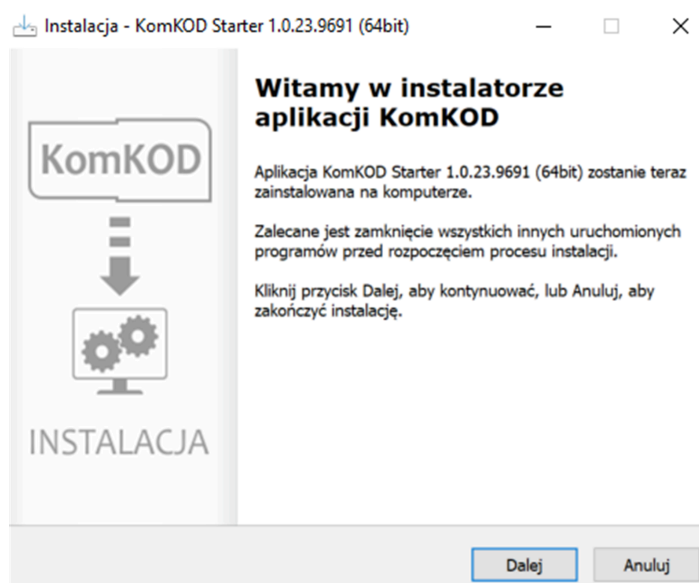 Instalacja - KomKOD Starter 1.0.23.9691 (64bit)
KomKOD
INSTALACJA
Witamy w instalatorze
aplikacji KomKOD
Aplikacja KomKOD Starter 1.0.23.9691 (64bit) zostanie teraz
zainstalowana na komputerze.
Zalecane jest zamknięcie wszystkich innych uruchomionych
programów przed rozpoczęciem procesu instalacji.
Kliknij przycisk Dalej, aby kontynuować, lub Anuluj, aby
zakończyć instalację.
Dalej
Anuluj